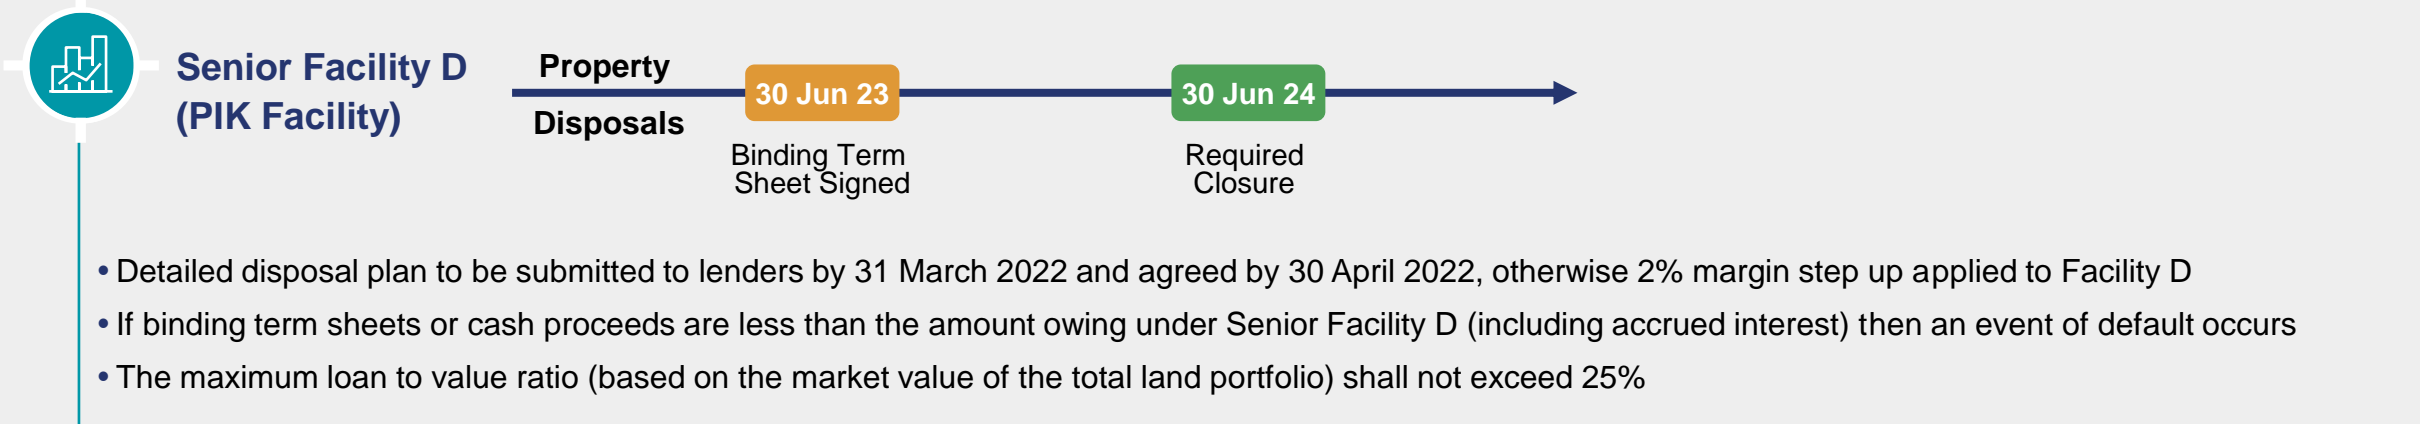 Senior Facility D
(PIK Facility)
Property
Disposals
30 Jun 23
Binding Term
Sheet Signed
30 Jun 24
Required
Closure
• Detailed disposal plan to be submitted to lenders by 31 March 2022 and agreed by 30 April 2022, otherwise 2% margin step up applied to Facility D
• If binding term sheets or cash proceeds are less than the amount owing under Senior Facility D (including accrued interest) then an event of default occurs
• The maximum loan to value ratio (based on the market value of the total land portfolio) shall not exceed 25%